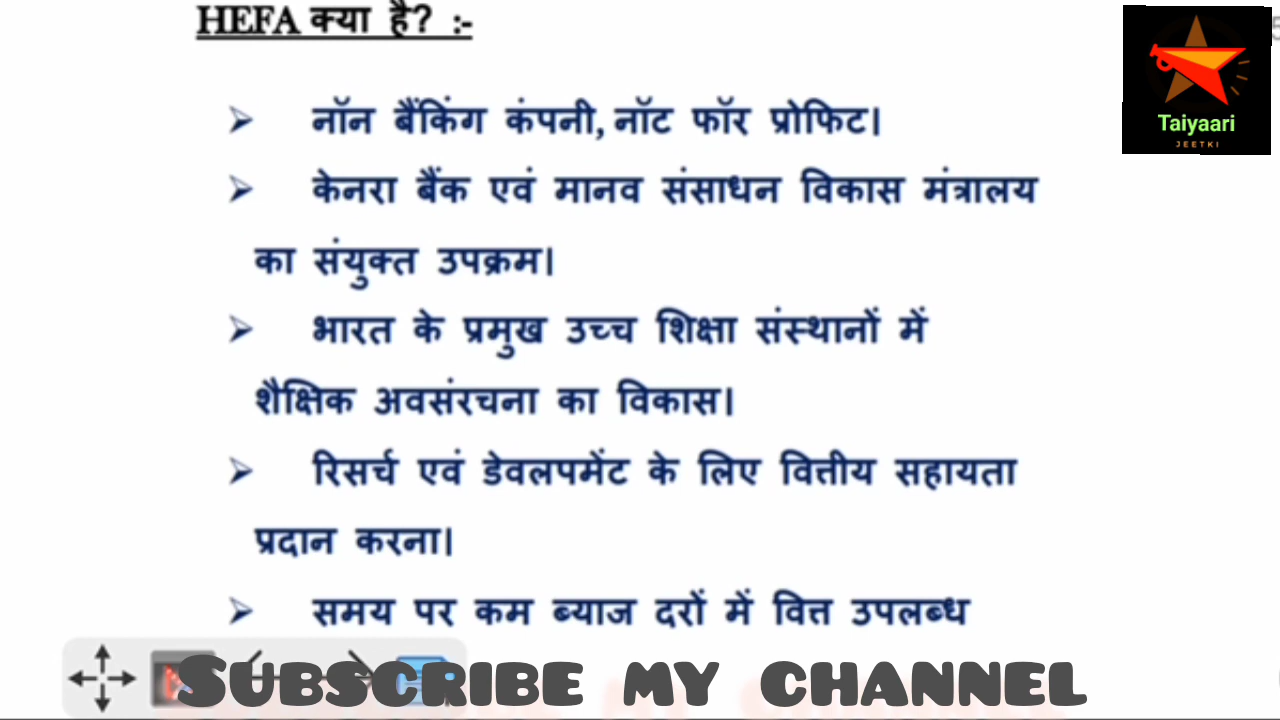 HEFA क्या है? :-
Taiyaari
JEETKI
➢ नॉन बैंकिंग कंपनी, नॉट फॉर प्रोफिट।
➢ केनरा बैंक एवं मानव संसाधन विकास मंत्रालय
का संयुक्त उपक्रम।
➢ भारत के प्रमुख उच्च शिक्षा संस्थानों में
शैक्षिक अवसंरचना का विकास।
➢ रिसर्च एवं डेवलपमेंट के लिए वित्तीय सहायता
प्रदान करना।
➢ समय पर कम ब्याज दरों में वित्त उपलब्ध
SUBSCRIBE MY CHANNEL